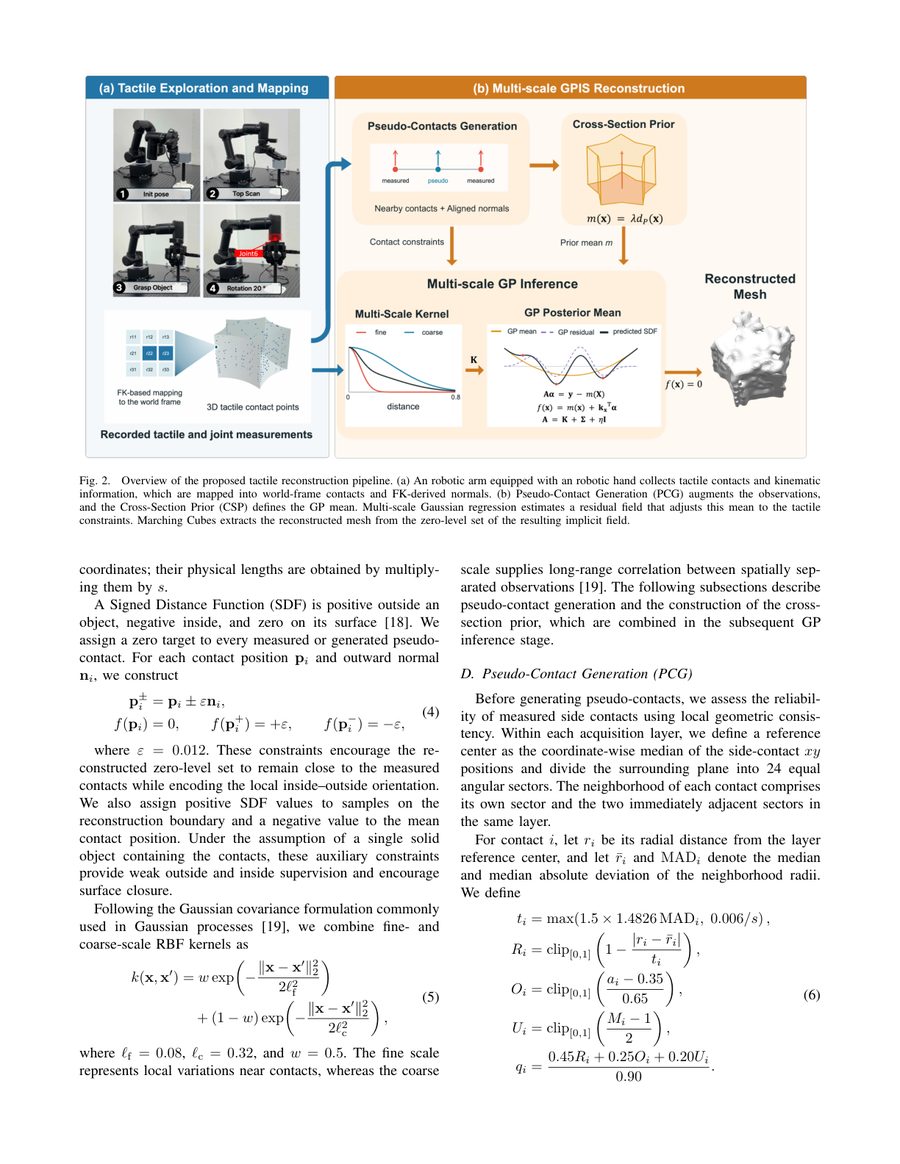 (a) Tactile Exploration and Mapping
1 Init pose
2 Top Scan
Joint6
3 Grasp Object
4 Rotation 20 °
r11 r12 r13
r21 r22 r23
r31 r32 r33
FK-based mapping
to the world frame
3D tactile contact points
Recorded tactile and joint measurements
(b) Multi-scale GPIS Reconstruction
Pseudo-Contacts Generation
measured pseudo measured
Nearby contacts + Aligned normals
Cross-Section Prior
m(x) = λd_P(x)
Contact constraints
Prior mean m
Multi-scale GP Inference
Multi-Scale Kernel
fine coarse
0 0.8
distance
K
GP Posterior Mean
GP mean GP residual predicted SDF
Aα = y − m(X)
f(x) = m(x) + k_x^⊤α
A = K + Σ + ηI
f(x) = 0
Reconstructed
Mesh
Fig. 2. Overview of the proposed tactile reconstruction pipeline. (a) An robotic arm equipped with an robotic hand collects tactile contacts and kinematic
information, which are mapped into world-frame contacts and FK-derived normals. (b) Pseudo-Contact Generation (PCG) augments the observations,
and the Cross-Section Prior (CSP) defines the GP mean. Multi-scale Gaussian regression estimates a residual field that adjusts this mean to the tactile
constraints. Marching Cubes extracts the reconstructed mesh from the zero-level set of the resulting implicit field.
coordinates; their physical lengths are obtained by multiply-
ing them by s.
A Signed Distance Function (SDF) is positive outside an
object, negative inside, and zero on its surface [18]. We
assign a zero target to every measured or generated pseudo-
contact. For each contact position p_i and outward normal
n_i, we construct
p_i^± = p_i ± εn_i,
f(p_i) = 0, f(p_i^+) = +ε, f(p_i^−) = −ε,
(4)
where ε = 0.012. These constraints encourage the re-
constructed zero-level set to remain close to the measured
contacts while encoding the local inside–outside orientation.
We also assign positive SDF values to samples on the
reconstruction boundary and a negative value to the mean
contact position. Under the assumption of a single solid
object containing the contacts, these auxiliary constraints
provide weak outside and inside supervision and encourage
surface closure.
Following the Gaussian covariance formulation commonly
used in Gaussian processes [19], we combine fine- and
coarse-scale RBF kernels as
k(x, x′) = w exp(−‖x − x′‖_2^2 / 2ℓ_f^2)
+ (1 − w) exp(−‖x − x′‖_2^2 / 2ℓ_c^2),
(5)
where ℓ_f = 0.08, ℓ_c = 0.32, and w = 0.5. The fine scale
represents local variations near contacts, whereas the coarse
scale supplies long-range correlation between spatially sep-
arated observations [19]. The following subsections describe
pseudo-contact generation and the construction of the cross-
section prior, which are combined in the subsequent GP
inference stage.
D. Pseudo-Contact Generation (PCG)
Before generating pseudo-contacts, we assess the reliabil-
ity of measured side contacts using local geometric consis-
tency. Within each acquisition layer, we define a reference
center as the coordinate-wise median of the side-contact xy
positions and divide the surrounding plane into 24 equal
angular sectors. The neighborhood of each contact comprises
its own sector and the two immediately adjacent sectors in
the same layer.
For contact i, let r_i be its radial distance from the layer
reference center, and let r̄_i and MAD_i denote the median
and median absolute deviation of the neighborhood radii.
We define
t_i = max(1.5 × 1.4826 MAD_i, 0.006/s),
R_i = clip_[0,1](1 − |r_i − r̄_i| / t_i),
O_i = clip_[0,1]((a_i − 0.35) / 0.65),
U_i = clip_[0,1]((M_i − 1) / 2),
q_i = (0.45R_i + 0.25O_i + 0.20U_i) / 0.90.
(6)